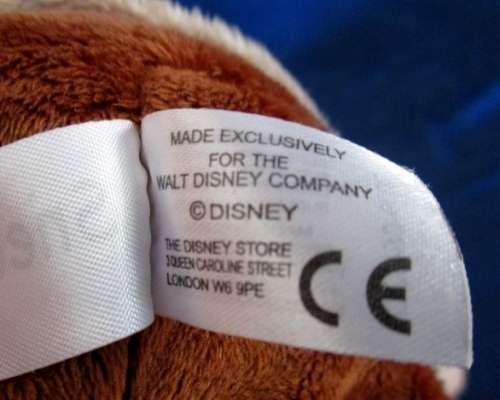 MADE EXCLUSIVELY
FOR THE
WALT DISNEY COMPANY
©DISNEY
THE DISNEY STORE
3 QUEEN CAROLINE STREET
LONDON W6 9PE
CE